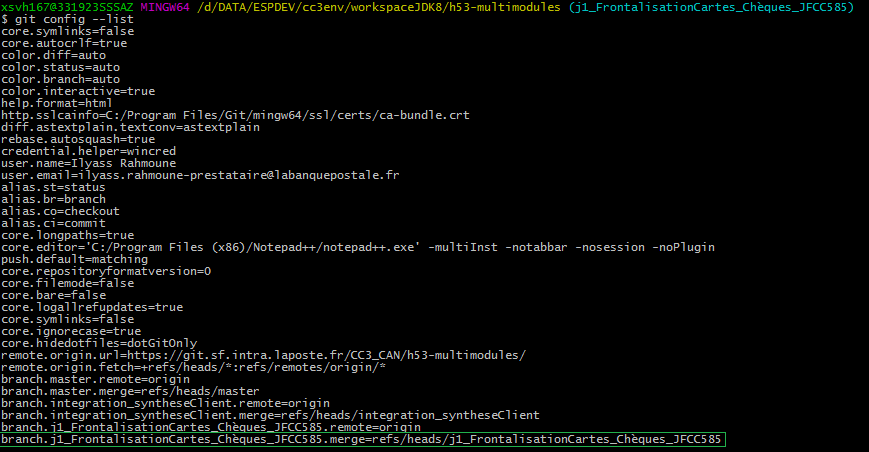 xsvh167@331923SSSAZ MINGW64 /d/DATA/ESPDEV/cc3env/workspaceJDK8/h53-multimodules (j1_FrontalisationCartes_Chèques_JFCC585)
$ git config --list
core.symlinks=false
core.autocrlf=true
color.diff=auto
color.status=auto
color.branch=auto
color.interactive=true
help.format=html
http.sslcainfo=C:/Program Files/Git/mingw64/ssl/certs/ca-bundle.crt
diff.astextplain.textconv=astextplain
rebase.autosquash=true
credential.helper=wincred
user.name=Ilyass Rahmoune
user.email=ilyass.rahmoune-prestataire@labanquepostale.fr
alias.st=status
alias.br=branch
alias.co=checkout
alias.ci=commit
core.longpaths=true
core.editor='C:/Program Files (x86)/Notepad++/notepad++.exe' -multiInst -notabbar -nosession -noPlugin
push.default=matching
core.repositoryformatversion=0
core.filemode=false
core.bare=false
core.logallrefupdates=true
core.symlinks=false
core.ignorecase=true
core.hidedotfiles=dotGitOnly
remote.origin.url=https://git.sf.intra.laposte.fr/CC3_CAN/h53-multimodules/
remote.origin.fetch=+refs/heads/*:refs/remotes/origin/*
branch.master.remote=origin
branch.master.merge=refs/heads/master
branch.integration_syntheseClient.remote=origin
branch.integration_syntheseClient.merge=refs/heads/integration_syntheseClient
branch.j1_FrontalisationCartes_Chèques_JFCC585.remote=origin
branch.j1_FrontalisationCartes_Chèques_JFCC585.merge=refs/heads/j1_FrontalisationCartes_Chèques_JFCC585